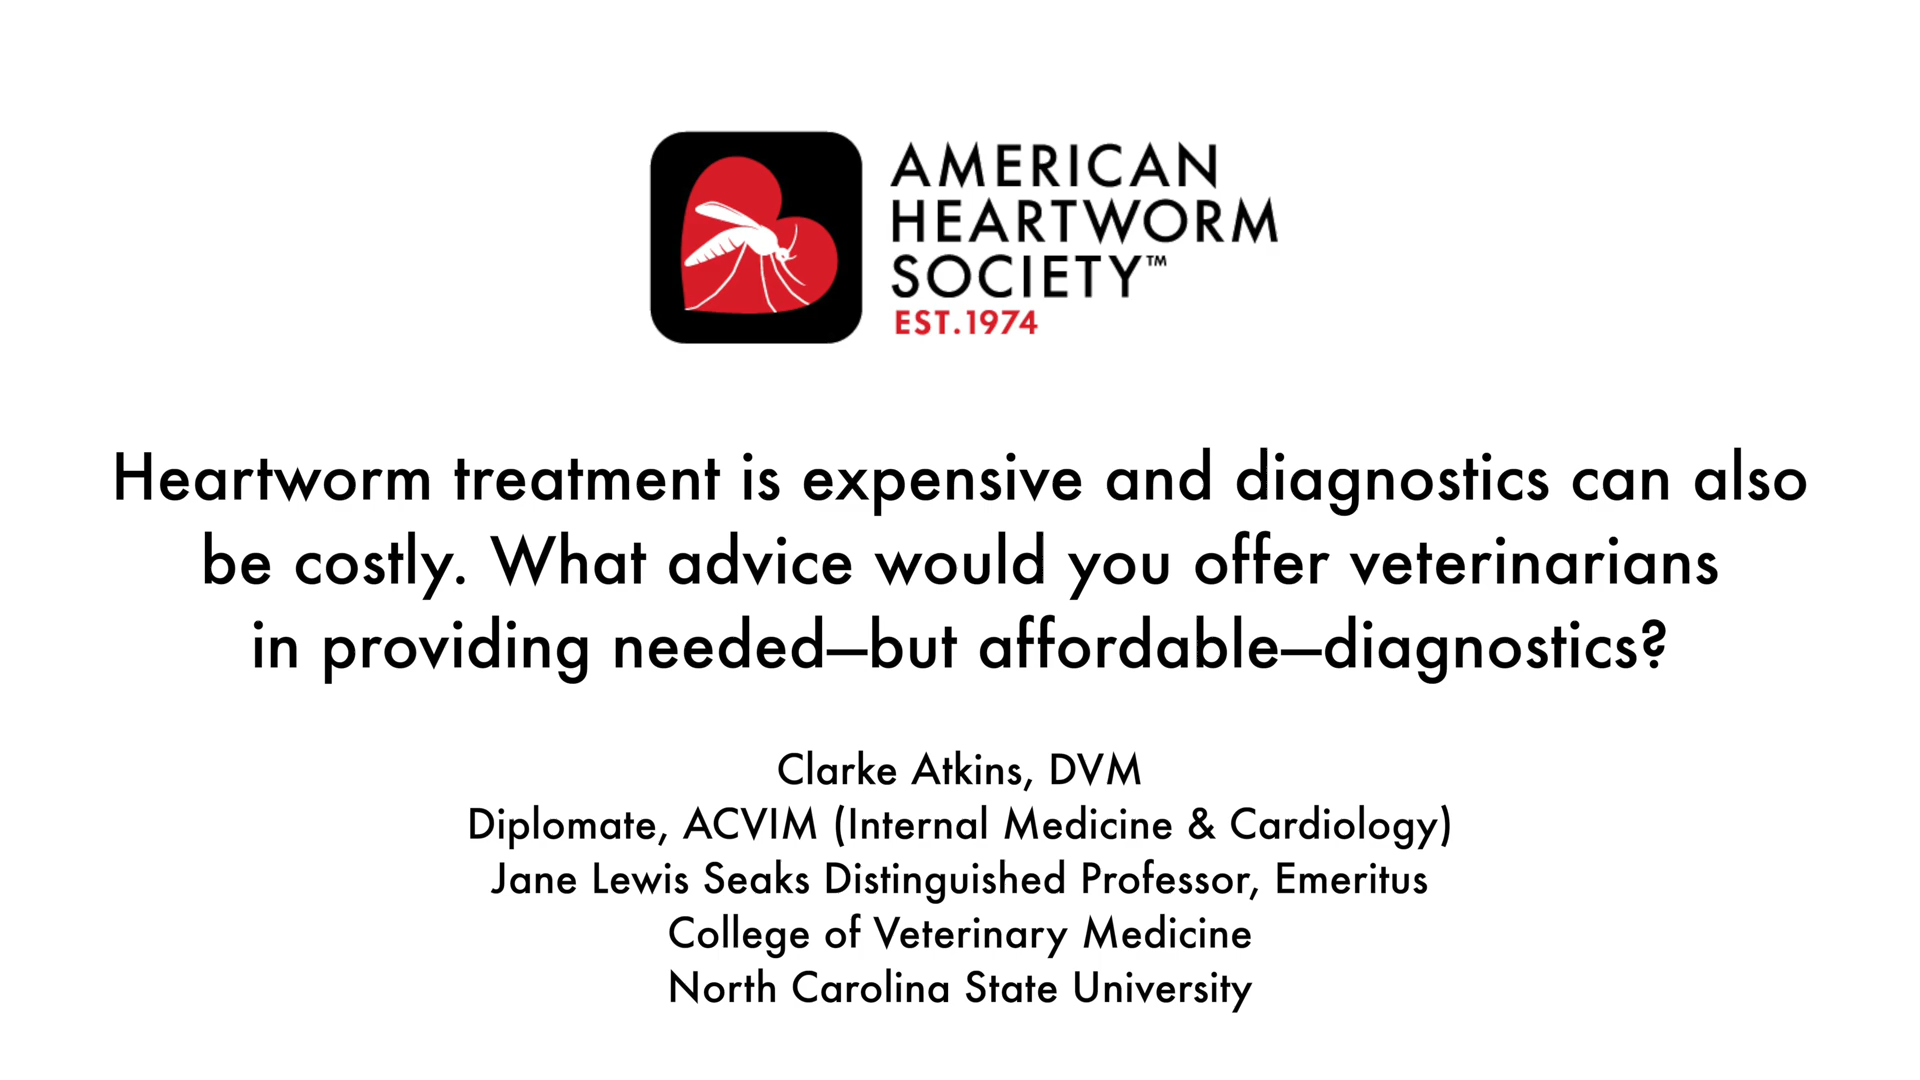 AMERICAN
HEARTWORM
SOCIETY™
EST.1974
Heartworm treatment is expensive and diagnostics can also
be costly. What advice would you offer veterinarians
in providing needed—but affordable—diagnostics?
Clarke Atkins, DVM
Diplomate, ACVIM (Internal Medicine & Cardiology)
Jane Lewis Seaks Distinguished Professor, Emeritus
College of Veterinary Medicine
North Carolina State University